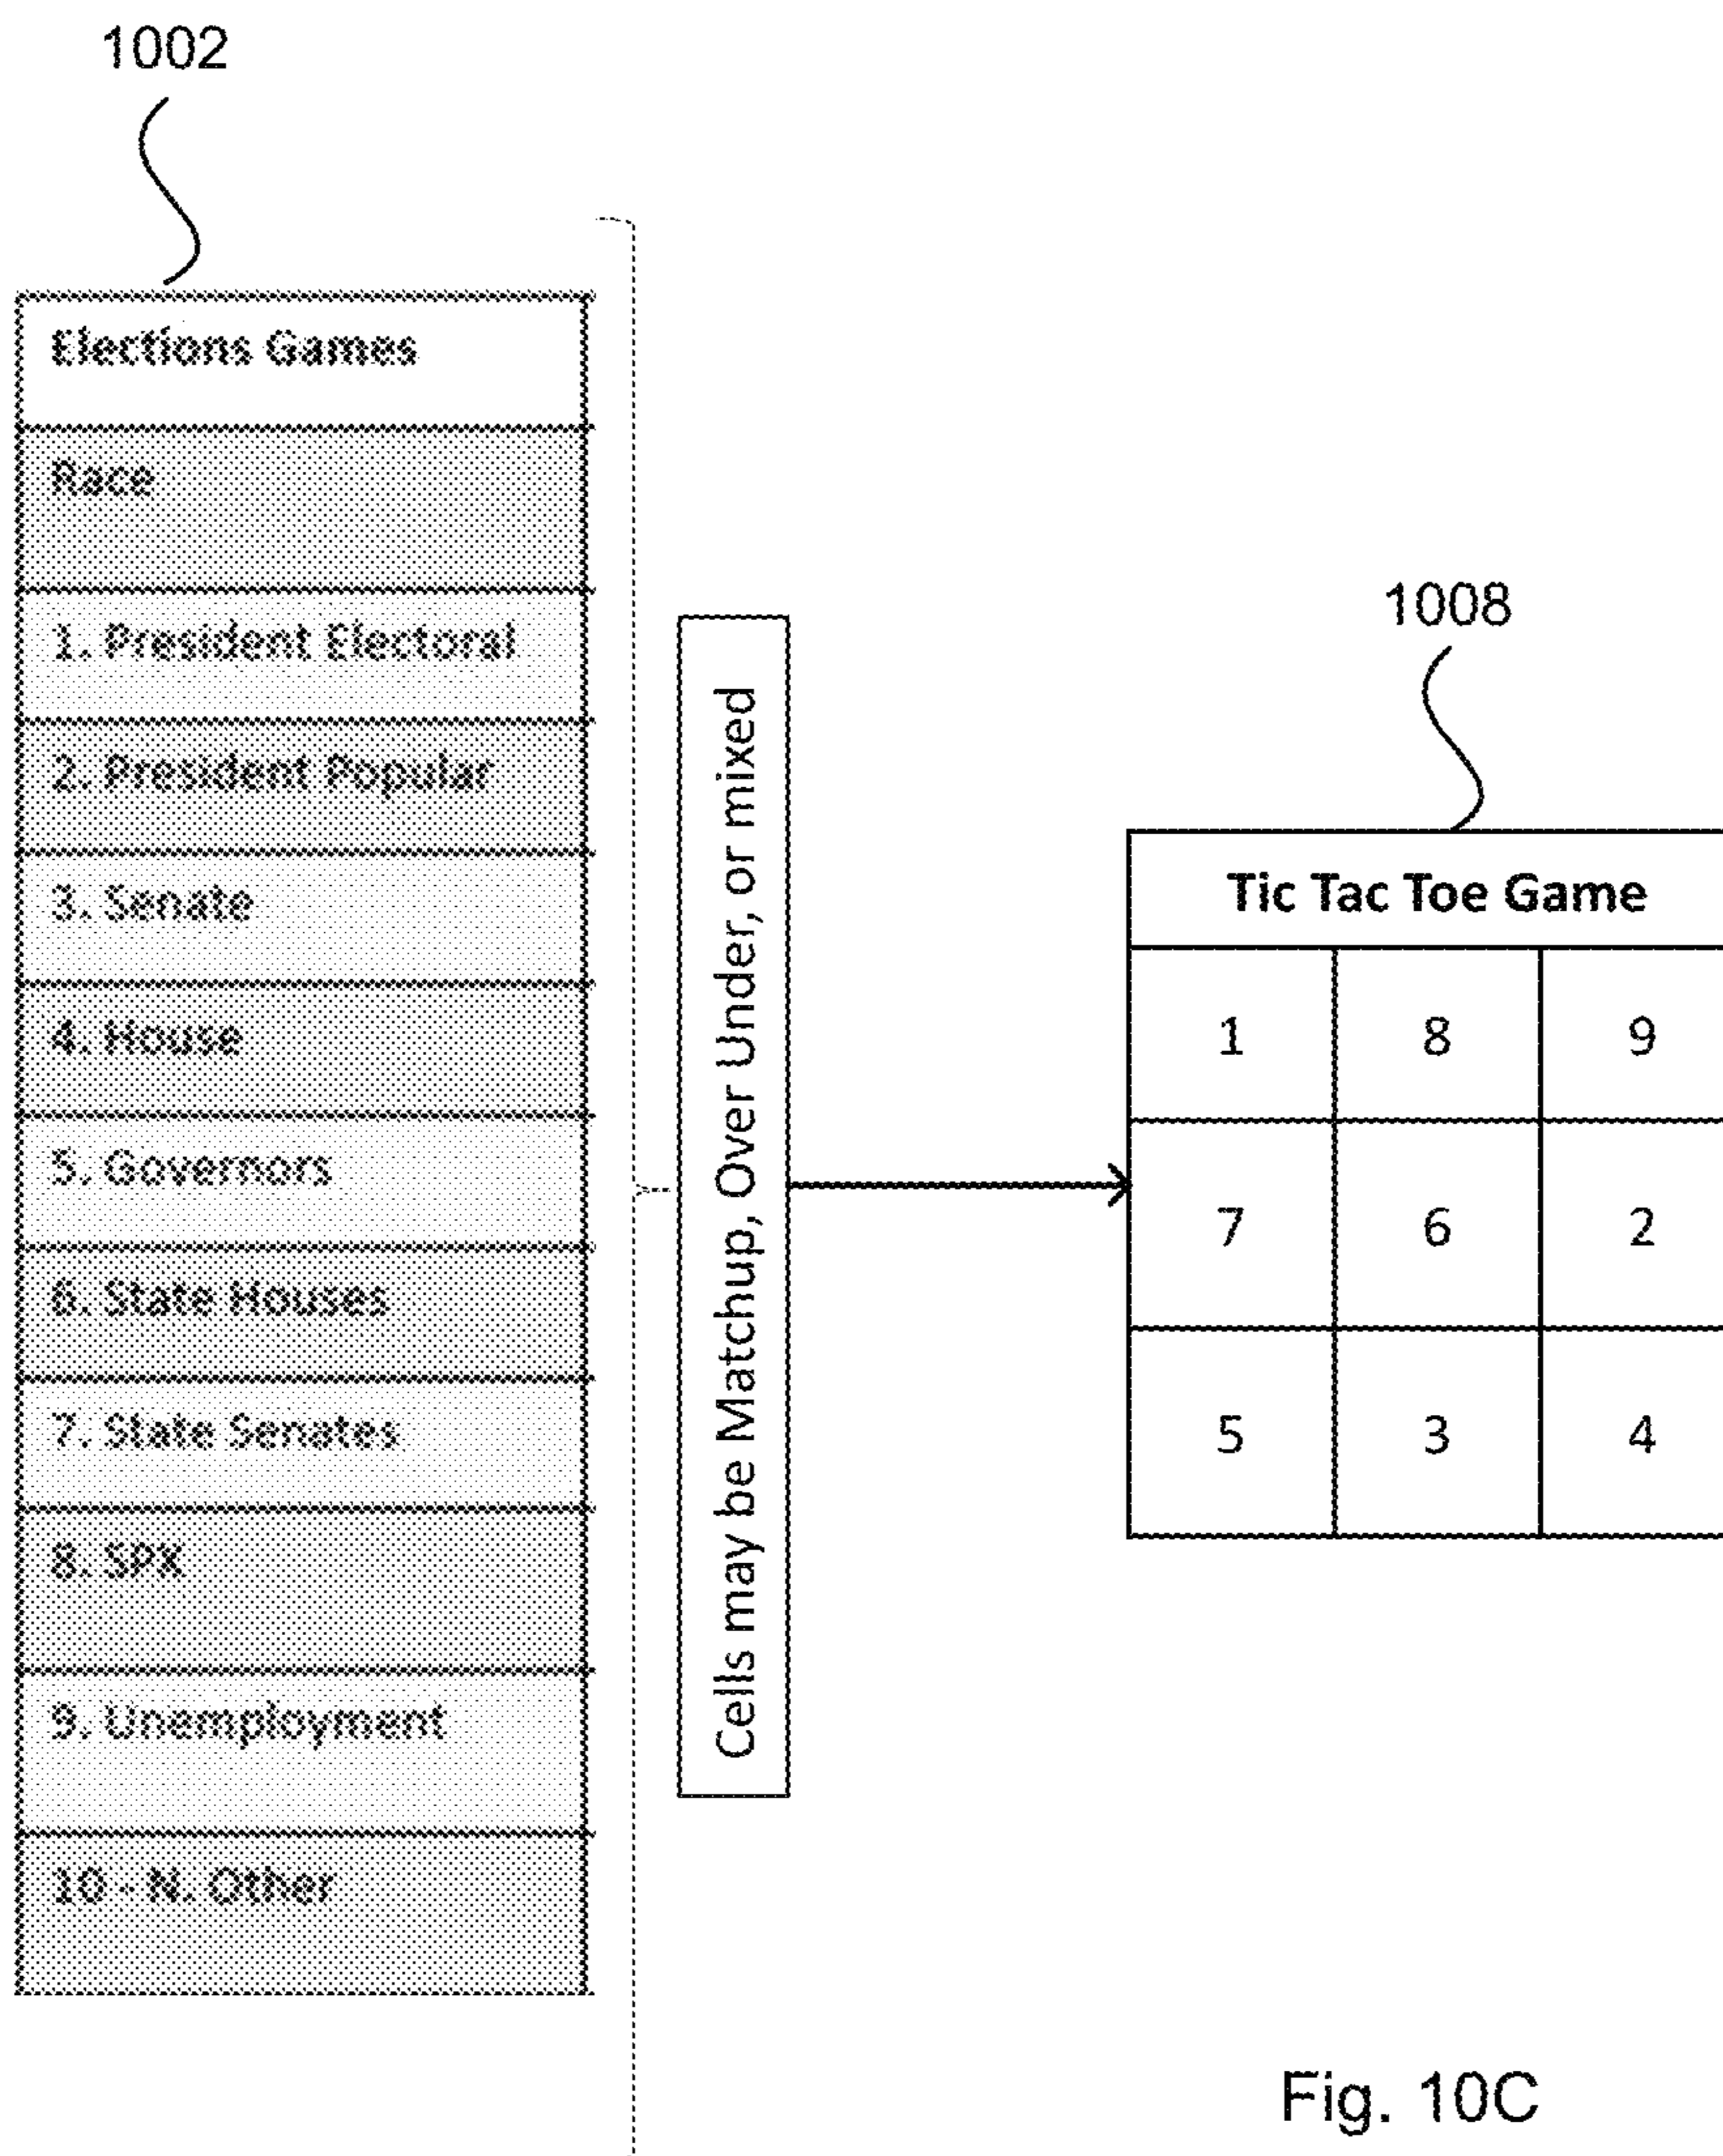 1002
Elections Games
Race
1. President Electoral
2. President Popular
3. Senate
4. House
5. Governors
6. State Houses
7. State Senates
8. SPX
9. Unemployment
10 - N. Other
Cells may be Matchup, Over Under, or mixed
1008
Tic Tac Toe Game
1 8 9
7 6 2
5 3 4
Fig. 10C